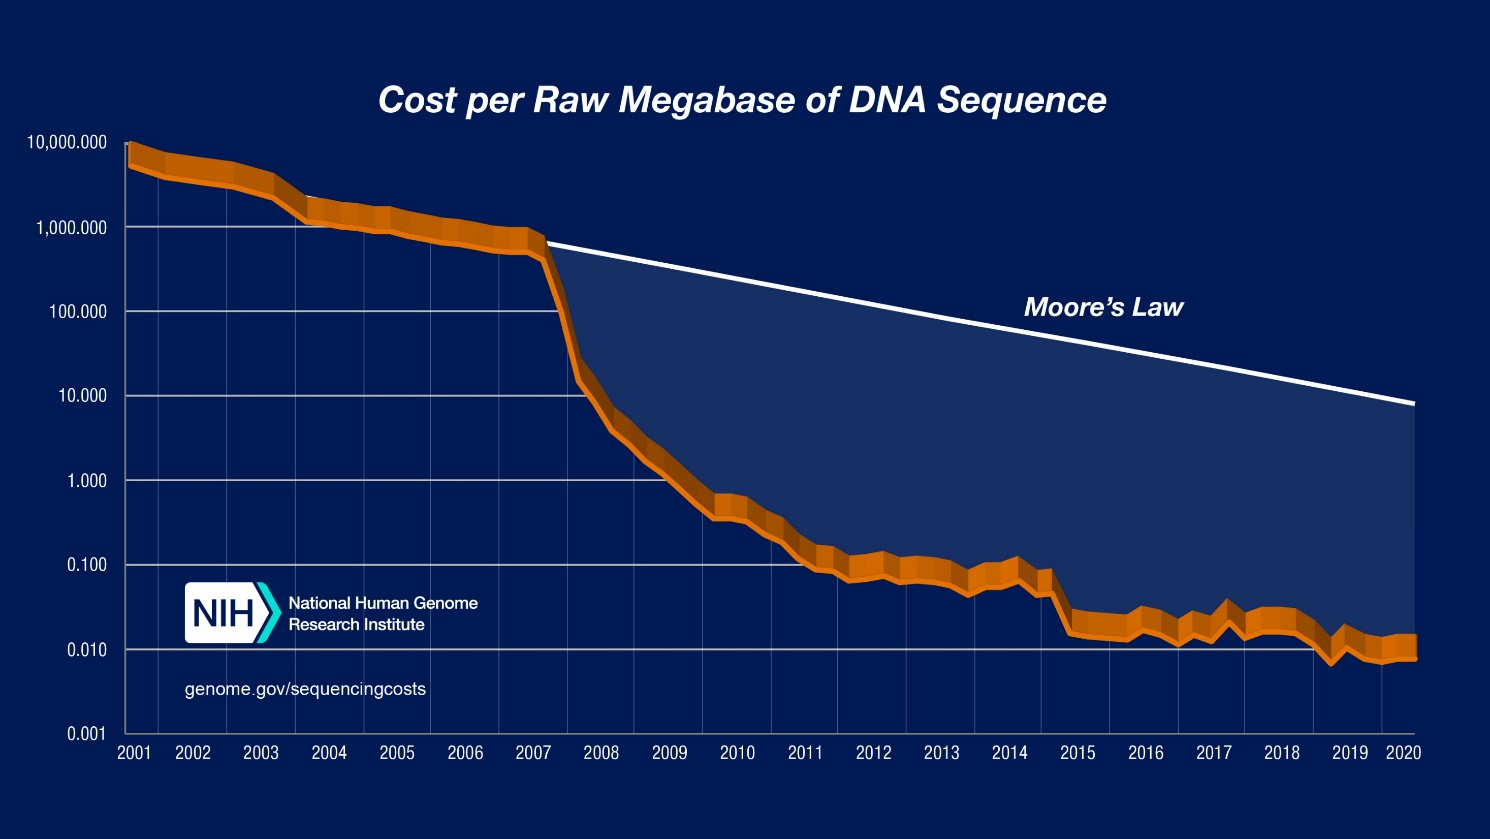 Cost per Raw Megabase of DNA Sequence
10,000.000
1,000.000
100.000
10.000
1.000
0.100
0.010
0.001
Moore’s Law
NIH
National Human Genome
Research Institute
genome.gov/sequencingcosts
2001 2002 2003 2004 2005 2006 2007 2008 2009 2010 2011 2012 2013 2014 2015 2016 2017 2018 2019 2020